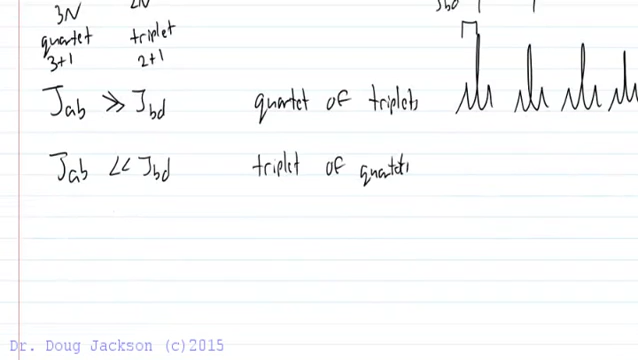 3N 2N Jbd
quartet triplet
3+1 2+1
Jab >> Jbd quartet of triplets
Jab << Jbd triplet of quartets
Dr. Doug Jackson (c)2015